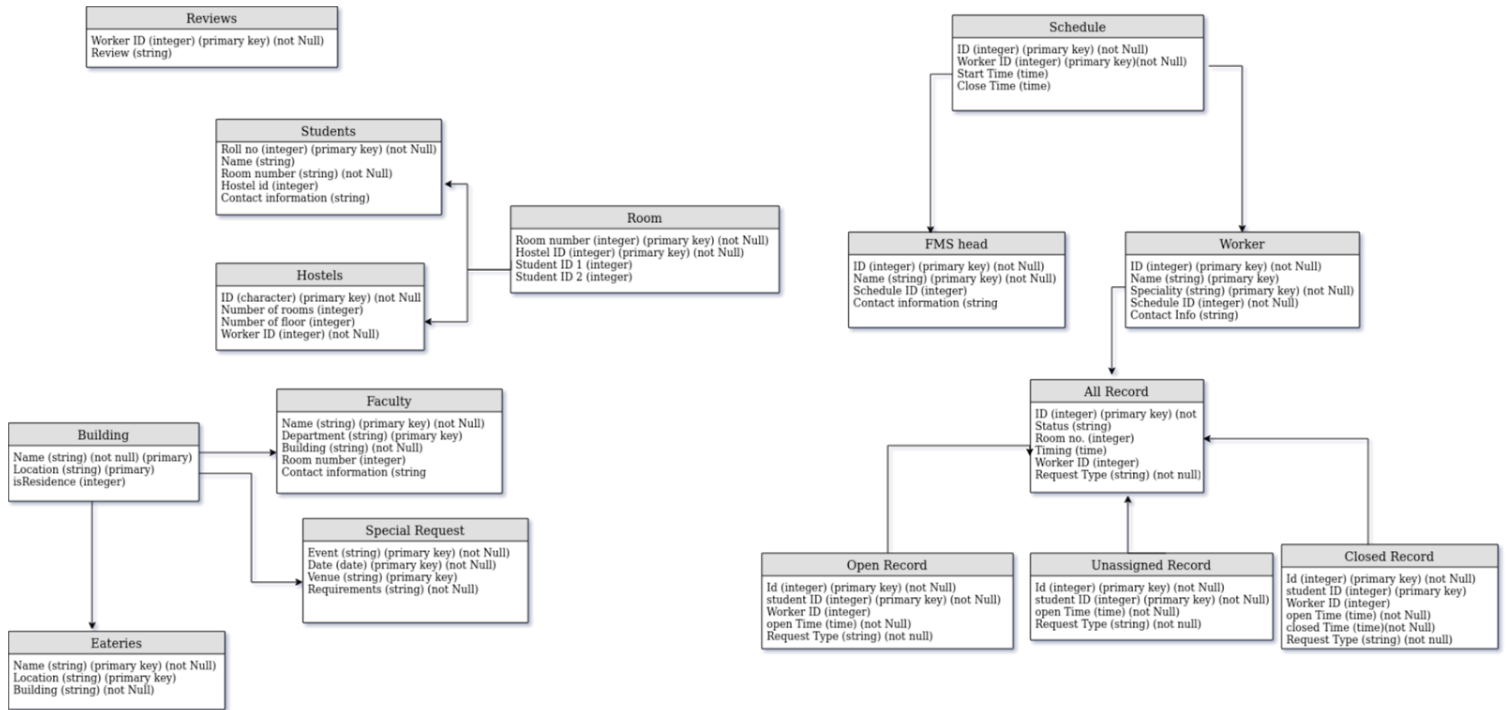 Reviews
Worker ID (integer) (primary key) (not Null)
Review (string)
Schedule
ID (integer) (primary key) (not Null)
Worker ID (integer) (primary key)(not Null)
Start Time (time)
Close Time (time)
Students
Roll no (integer) (primary key) (not Null)
Name (string)
Room number (string) (not Null)
Hostel id (integer)
Contact information (string)
Room
Room number (integer) (primary key) (not Null)
Hostel ID (integer) (primary key) (not Null)
Student ID 1 (integer)
Student ID 2 (integer)
Hostels
ID (character) (primary key) (not Null
Number of rooms (integer)
Number of floor (integer)
Worker ID (integer) (not Null)
FMS head
ID (integer) (primary key) (not Null)
Name (string) (primary key) (not Null)
Schedule ID (integer)
Contact information (string
Worker
ID (integer) (primary key) (not Null)
Name (string) (primary key)
Speciality (string) (primary key) (not Null)
Schedule ID (integer) (not Null)
Contact Info (string)
Faculty
Name (string) (primary key) (not Null)
Department (string) (primary key)
Building (string) (not Null)
Room number (integer)
Contact information (string
Building
Name (string) (not null) (primary)
Location (string) (primary)
isResidence (integer)
All Record
ID (integer) (primary key) (not
Status (string)
Room no. (integer)
Timing (time)
Worker ID (integer)
Request Type (string) (not null)
Special Request
Event (string) (primary key) (not Null)
Date (date) (primary key) (not Null)
Venue (string) (primary key)
Requirements (string) (not Null)
Eateries
Name (string) (primary key) (not Null)
Location (string) (primary key)
Building (string) (not Null)
Open Record
Id (integer) (primary key) (not Null)
student ID (integer) (primary key) (not Null)
Worker ID (integer)
open Time (time) (not Null)
Request Type (string) (not null)
Unassigned Record
Id (integer) (primary key) (not Null)
student ID (integer) (primary key) (not Null)
open Time (time) (not Null)
Request Type (string) (not null)
Closed Record
Id (integer) (primary key) (not Null)
student ID (integer) (primary key)
Worker ID (integer)
open Time (time) (not Null)
closed Time (time)(not Null)
Request Type (string) (not null)